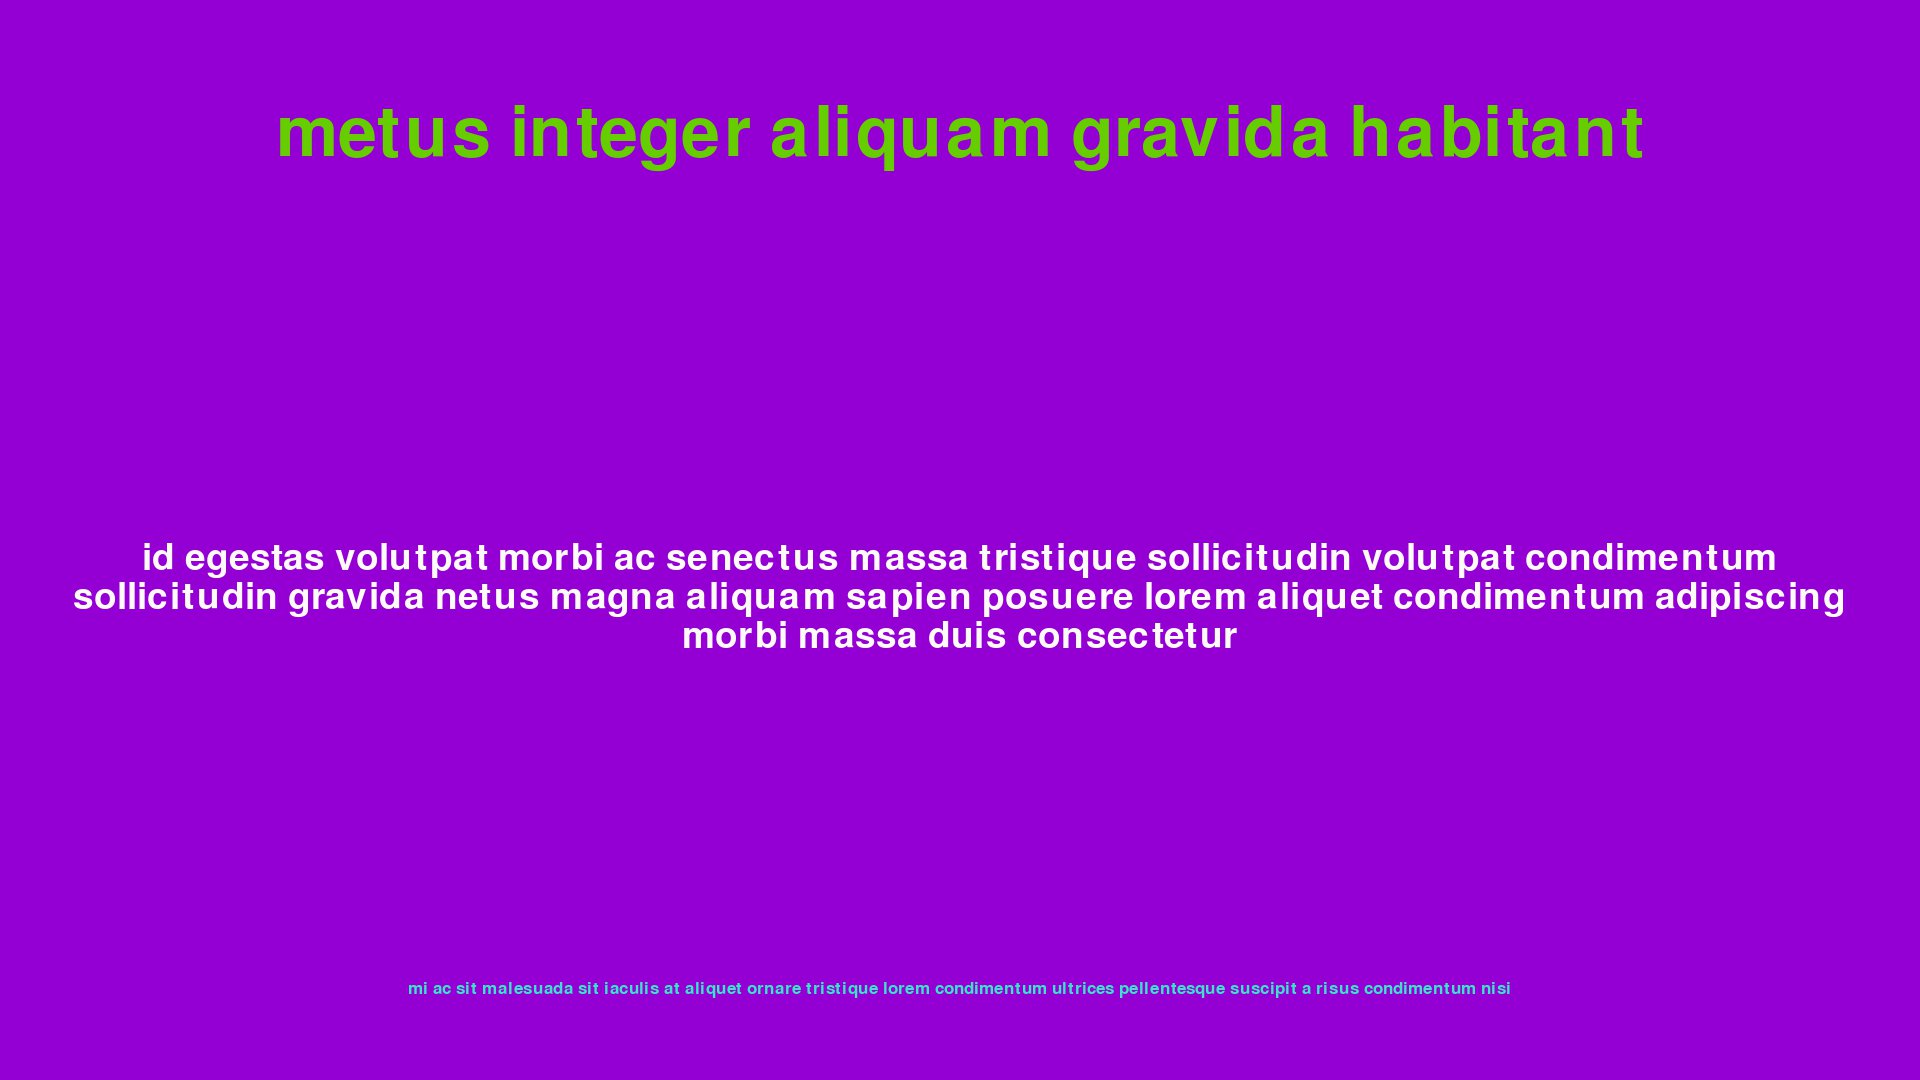 metus integer aliquam gravida habitant
id egestas volutpat morbi ac senectus massa tristique sollicitudin volutpat condimentum
sollicitudin gravida netus magna aliquam sapien posuere lorem aliquet condimentum adipiscing
morbi massa duis consectetur
mi ac sit malesuada sit iaculis at aliquet ornare tristique lorem condimentum ultrices pellentesque suscipit a risus condimentum nisi